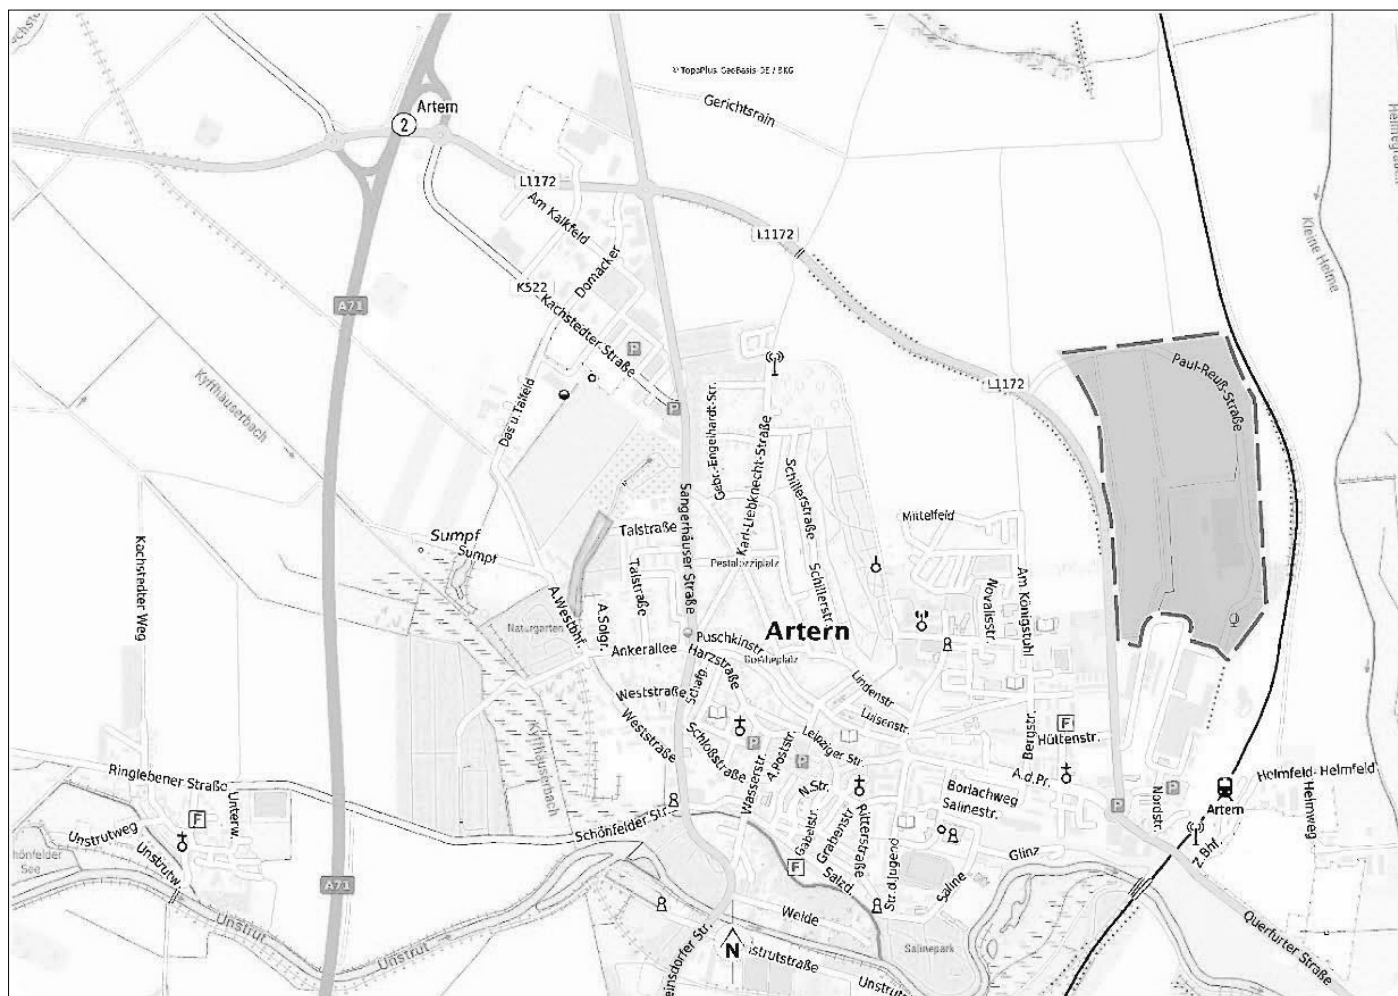 © TopoPlus, GeoBasis-DE / BKG
Artern
2
Gerichtsrain
L1172
Am Kalkfeld
L1172
Kleine Helme
Domacker
K522
A71
Kachstedter Straße
P
Kyffhäuserbach
L1172
Paul-Reuß-Straße
Das u. Talfeld
P
Gebr.-Engelhardt-Str.
Karl-Liebknecht-Straße
Schillerstraße
Sangerhäuser Straße
Mittelfeld
Talstraße
Sumpf
Sumpf
Pestalozziplatz
Kachstedter Weg
Talstraße
Schillerstr.
Am Königstuhl
Novalisstr.
A.Westbhf.
A.Solgr.
Naturgarten
Artern
Puschkinstr.
Ankerallee
Harzstraße
Goetheplatz
Weststraße
Schafg.
Lindenstr.
Luisenstr.
Bergstr.
F
Hüttenstr.
Weststraße
Schloßstraße
P
A.Poststr.
Leipziger Str.
P
Kyffhäuserbach
Wasserstr.
N.Str.
Borlachweg
A.d.Pr.
Ringlebener Straße
Unterw.
Salinestr.
P
Nordstr.
P
Artern
Helmfeld-Helmfeld
Helmweg
F
Schönfelder Str.
Gabelstr.
Grabenstr.
Ritterstraße
Glinz
Z.Bhf.
Unstrutweg
Unstrutw.
F
Salzd.
Str.d.Jugend
Saline
A71
Unstrut
Unstrut
Weide
Querfurter Straße
Salinepark
N